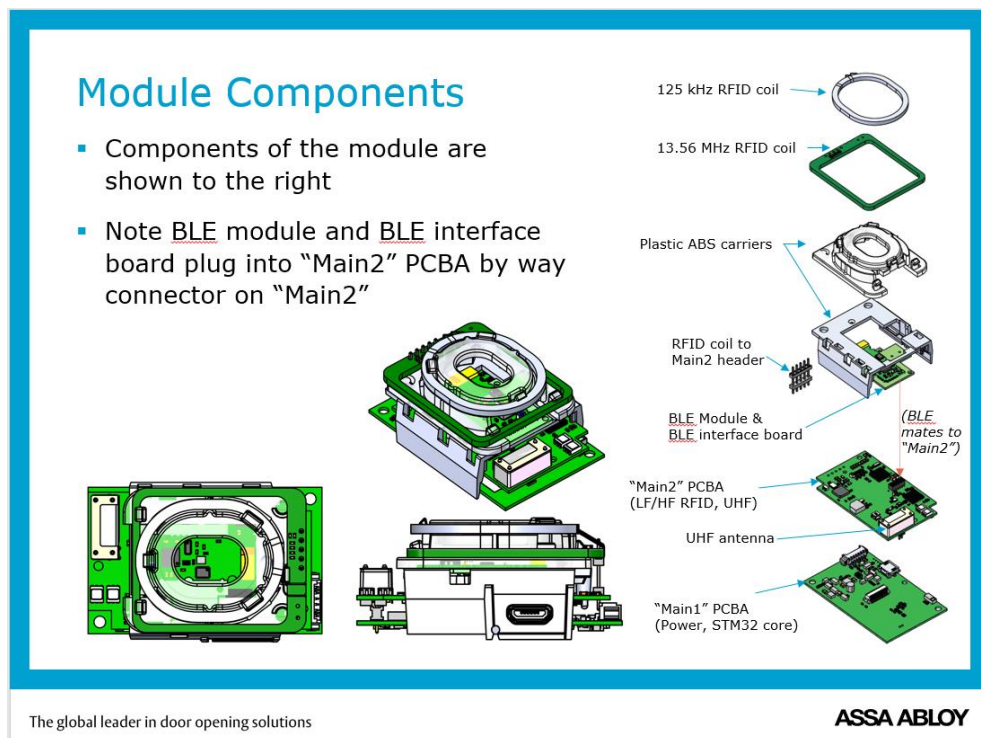 Module Components
Components of the module are
shown to the right
Note BLE module and BLE interface
board plug into “Main2” PCBA by way
connector on “Main2”
125 kHz RFID coil
13.56 MHz RFID coil
Plastic ABS carriers
RFID coil to
Main2 header
BLE Module &
BLE interface board
(BLE
mates to
“Main2”)
“Main2” PCBA
(LF/HF RFID, UHF)
UHF antenna
“Main1” PCBA
(Power, STM32 core)
The global leader in door opening solutions
ASSA ABLOY